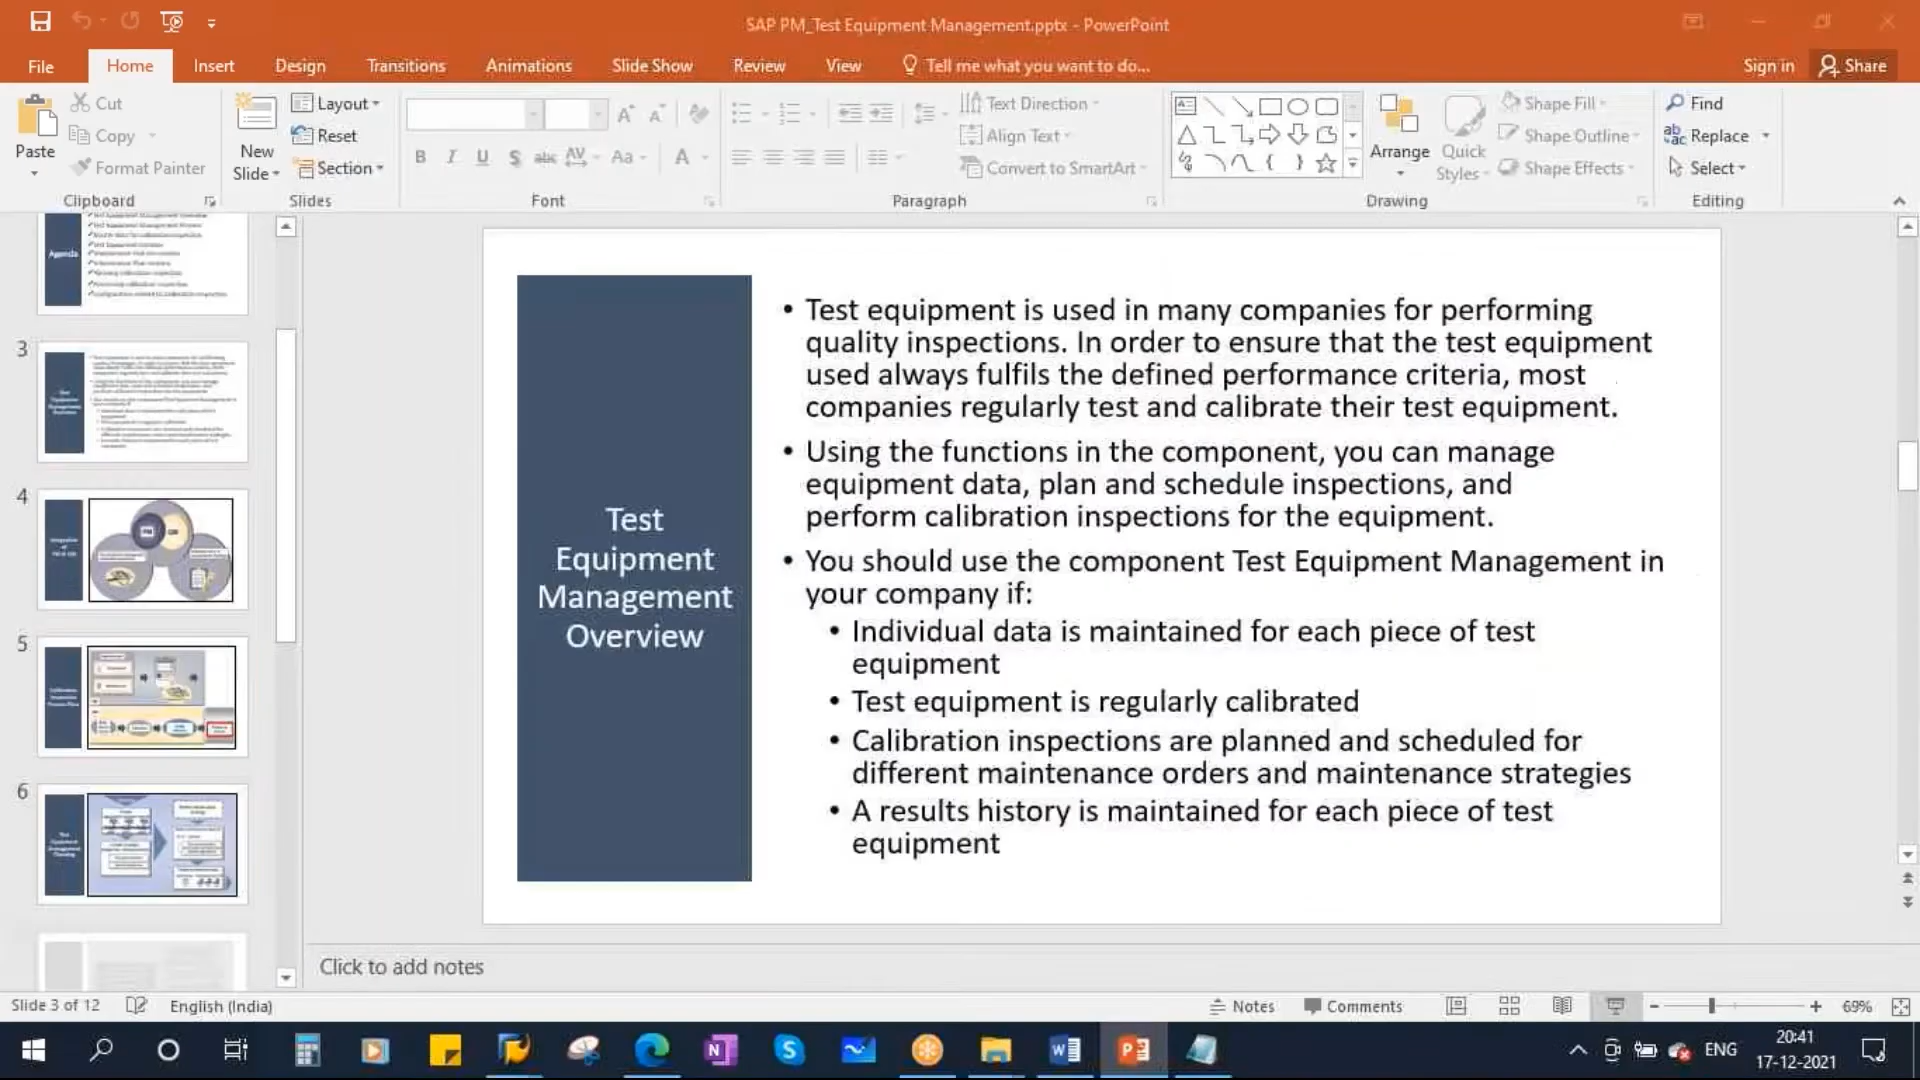 SAP PM_Test Equipment Management.pptx - PowerPoint
File
Home
Insert
Design
Transitions
Animations
Slide Show
Review
View
Tell me what you want to do...
Sign in
Share
Paste
Cut
Copy
Format Painter
Clipboard
New
Slide
Layout
Reset
Section
Slides
Font
Text Direction
Align Text
Convert to SmartArt
Paragraph
Arrange
Quick
Styles
Shape Fill
Shape Outline
Shape Effects
Drawing
Find
Replace
Select
Editing
Agenda
3
4
5
6
Test
Equipment
Management
Overview
• Test equipment is used in many companies for performing
quality inspections. In order to ensure that the test equipment
used always fulfils the defined performance criteria, most
companies regularly test and calibrate their test equipment.
• Using the functions in the component, you can manage
equipment data, plan and schedule inspections, and
perform calibration inspections for the equipment.
• You should use the component Test Equipment Management in
your company if:
• Individual data is maintained for each piece of test
equipment
• Test equipment is regularly calibrated
• Calibration inspections are planned and scheduled for
different maintenance orders and maintenance strategies
• A results history is maintained for each piece of test
equipment
Click to add notes
Slide 3 of 12
English (India)
Notes
Comments
69%
ENG
20:41
17-12-2021